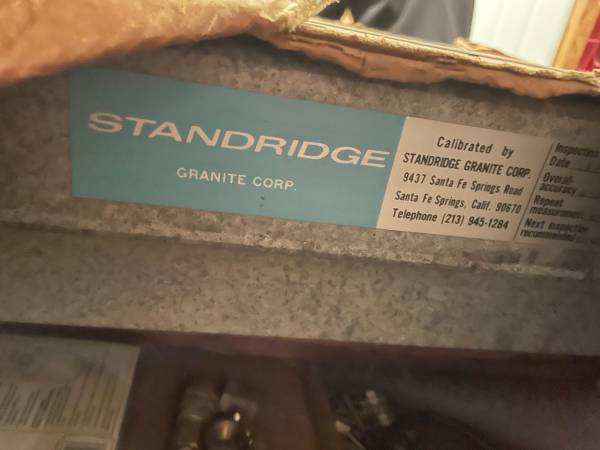 STANDRIDGE
GRANITE CORP.
Calibrated by
STANDRIDGE GRANITE CORP.
9437 Santa Fe Springs Road
Santa Fe Springs, Calif. 90670
Telephone (213) 945-1284
Inspection
Date
Overall
accuracy
Repeat
measurement
Next Inspection
recommended